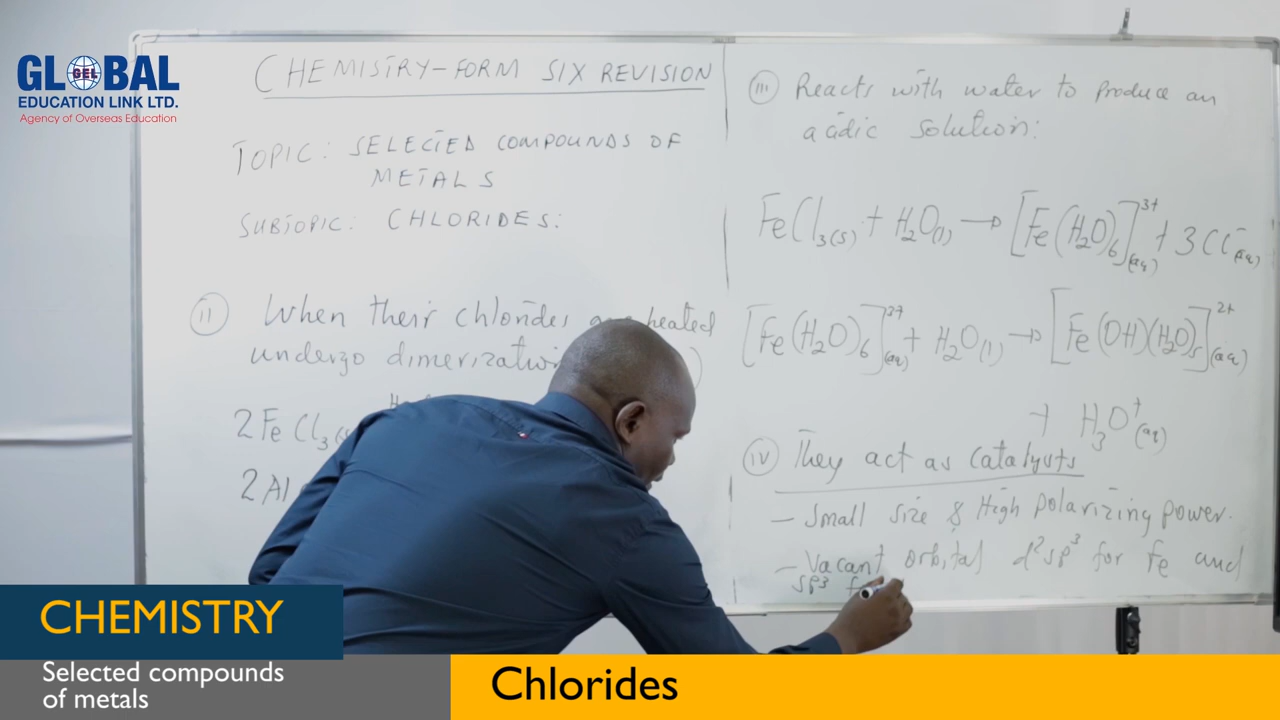 GLOBAL
GEL
EDUCATION LINK LTD.
Agency of Overseas Education
CHEMISTRY-FORM SIX REVISION
TOPIC: SELECTED COMPOUNDS OF
METALS
SUBTOPIC: CHLORIDES:
(ii) When their chlorides are heated
undergo dimerization
2FeCl₃(s)
2Al
(iii) Reacts with water to produce an
acidic solution:
FeCl₃(s) + H₂O(l) → [Fe(H₂O)₆]³⁺(aq) + 3Cl⁻(aq)
[Fe(H₂O)₆]³⁺(aq) + H₂O(l) → [Fe(OH)(H₂O)₅]²⁺(aq)
+ H₃O⁺(aq)
(iv) They act as catalysts
- Small size & High polarizing power.
- Vacant orbital d²sp³ for Fe and
sp³ f
CHEMISTRY
Selected compounds
of metals
Chlorides